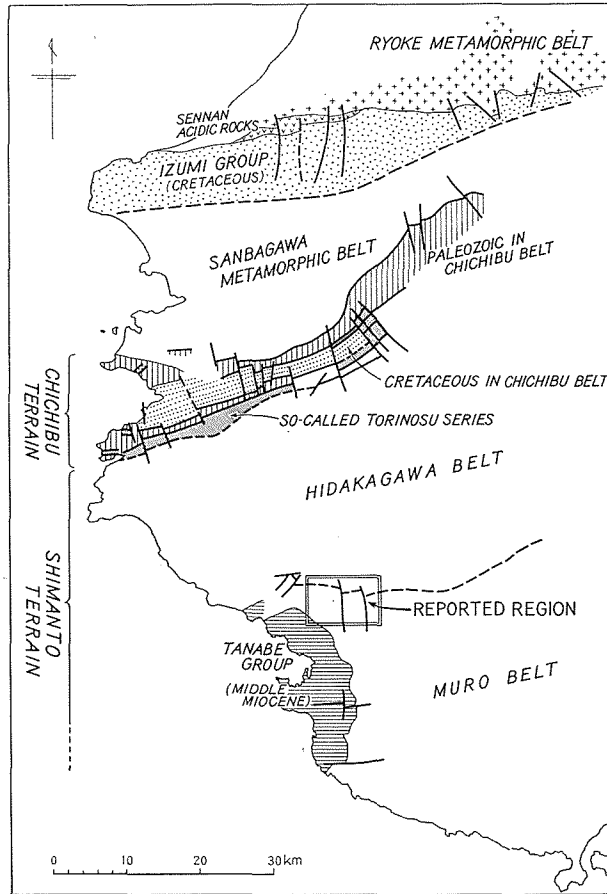 RYOKE METAMORPHIC BELT
SENNAN
ACIDIC ROCKS
IZUMI GROUP
(CRETACEOUS)
SANBAGAWA
METAMORPHIC BELT
PALEOZOIC IN
CHICHIBU BELT
CHICHIBU
TERRAIN
CRETACEOUS IN CHICHIBU BELT
SO-CALLED TORINOSU SERIES
HIDAKAGAWA BELT
SHIMANTO
TERRAIN
REPORTED REGION
TANABE
GROUP
(MIDDLE
MIOCENE)
MURO BELT
0 10 20 30 km